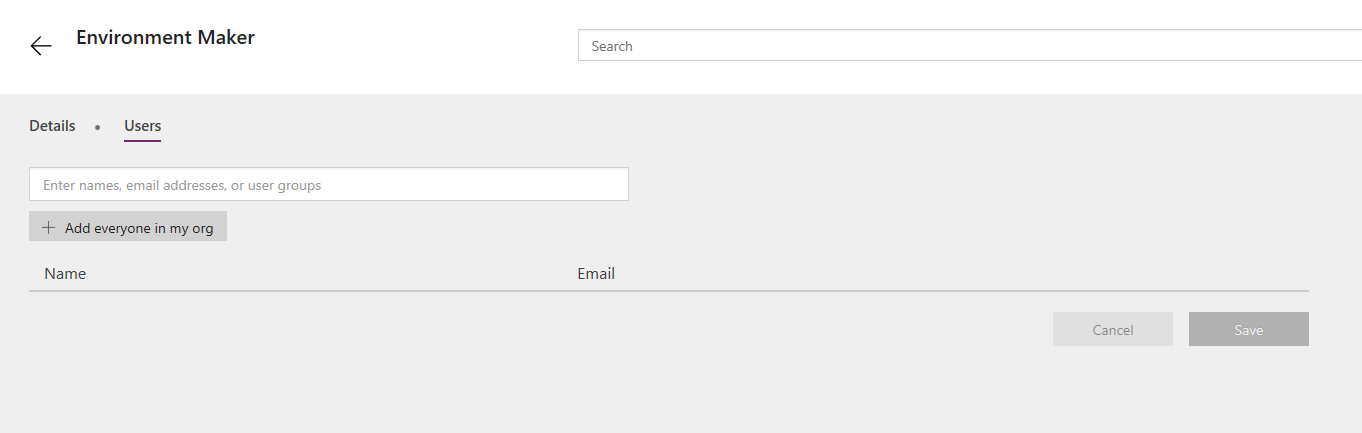 Environment Maker
Search
Details • Users
Enter names, email addresses, or user groups
+ Add everyone in my org
Name Email
Cancel Save